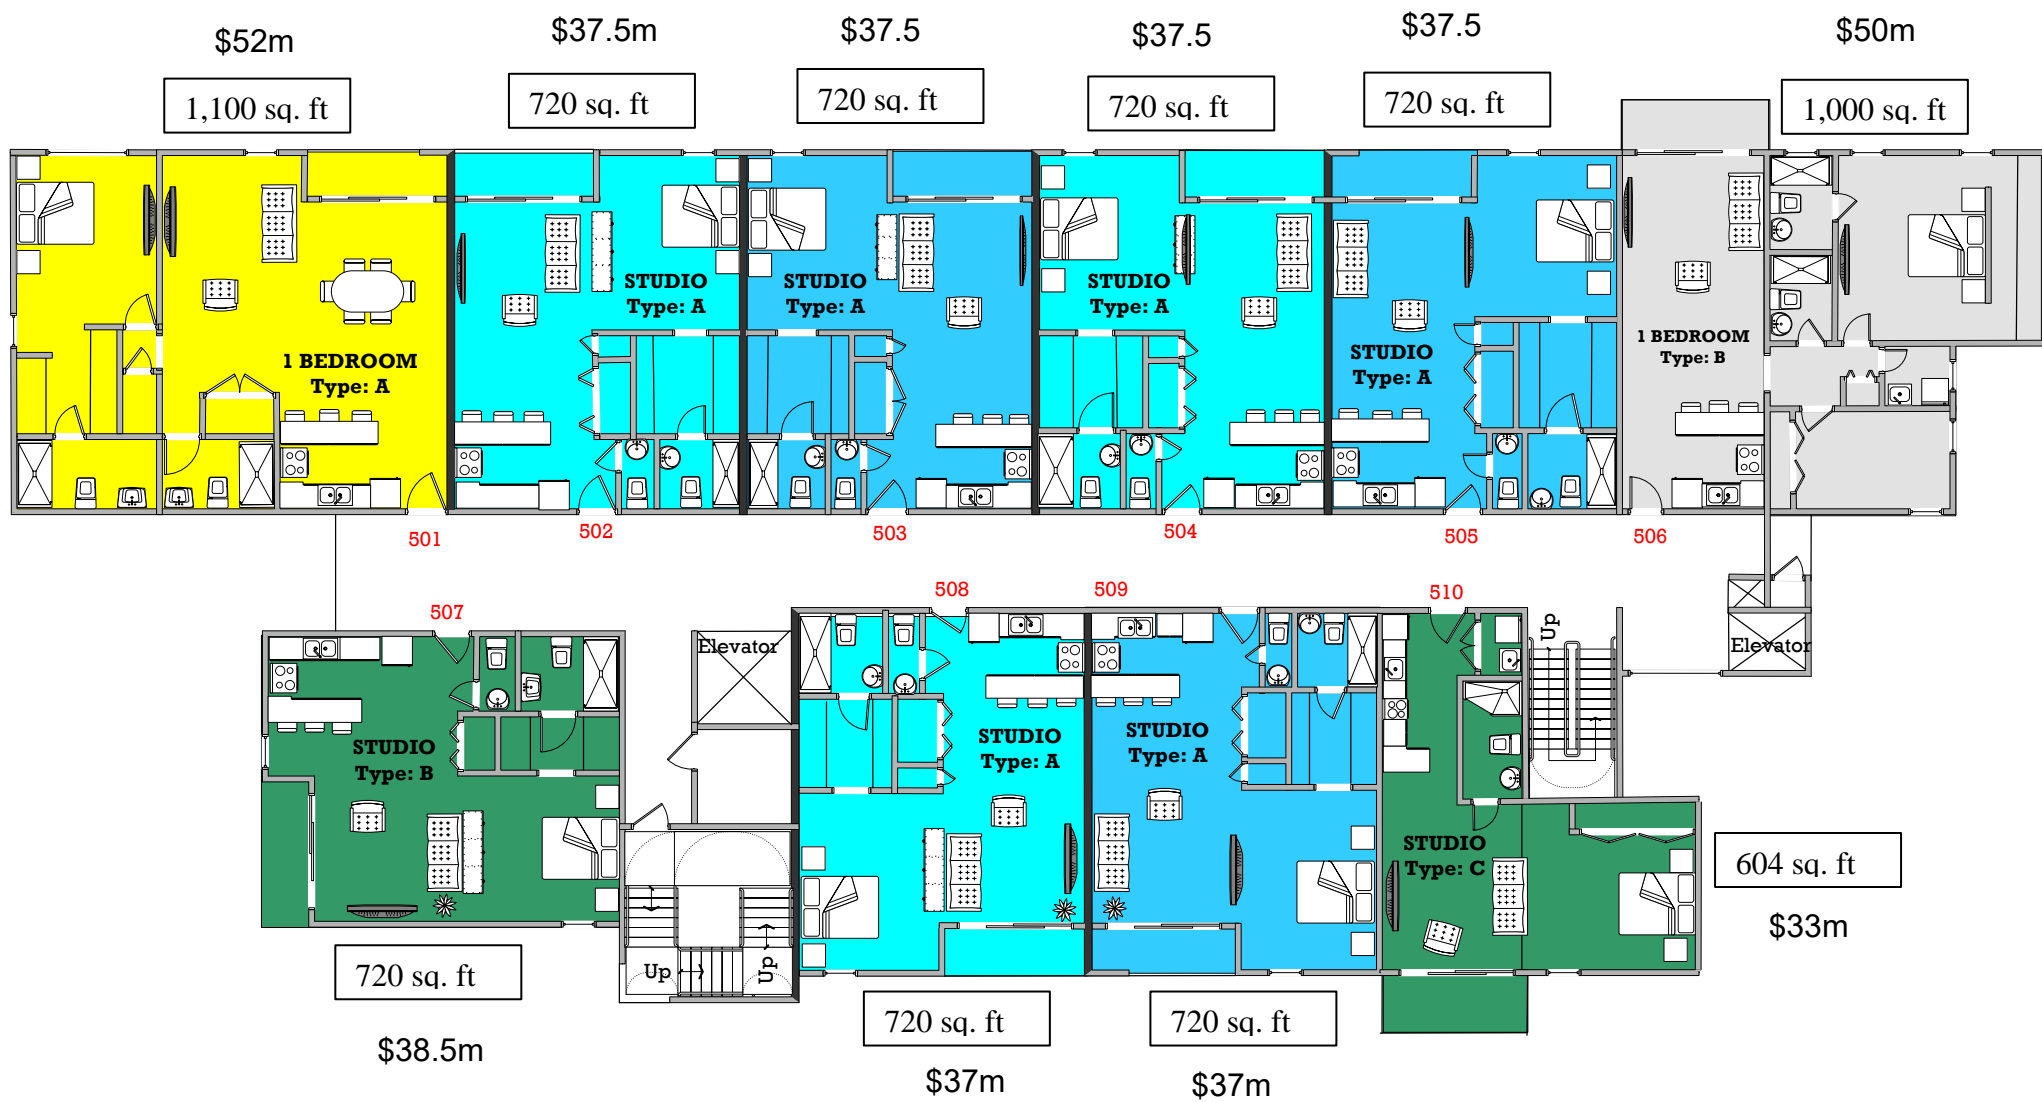 $52m
$37.5m
$37.5
$37.5
$37.5
$50m
1,100 sq. ft
720 sq. ft
720 sq. ft
720 sq. ft
720 sq. ft
1,000 sq. ft
1 BEDROOM
Type: A
STUDIO
Type: A
STUDIO
Type: A
STUDIO
Type: A
STUDIO
Type: A
1 BEDROOM
Type: B
501
502
503
504
505
506
507
508
509
510
Elevator
Up
Elevator
STUDIO
Type: B
STUDIO
Type: A
STUDIO
Type: A
STUDIO
Type: C
604 sq. ft
$33m
Up
Up
720 sq. ft
$38.5m
720 sq. ft
$37m
720 sq. ft
$37m